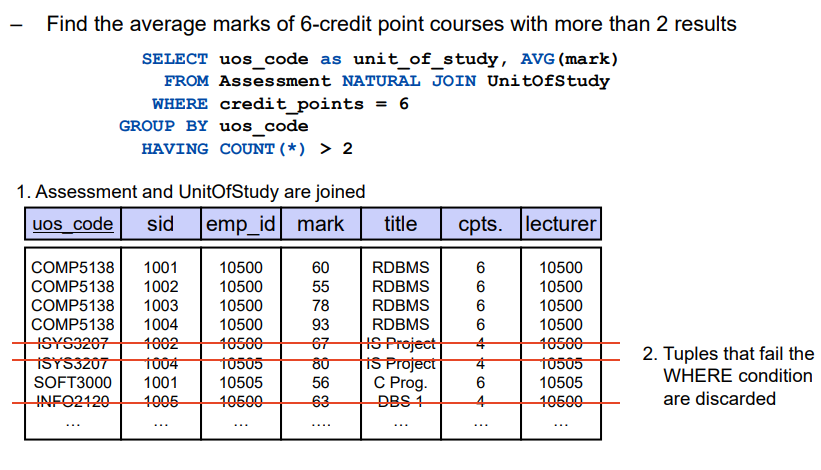 – Find the average marks of 6-credit point courses with more than 2 results
SELECT uos_code as unit_of_study, AVG(mark)
FROM Assessment NATURAL JOIN UnitOfStudy
WHERE credit_points = 6
GROUP BY uos_code
HAVING COUNT(*) > 2
1. Assessment and UnitOfStudy are joined
uos_code sid emp_id mark title cpts. lecturer
COMP5138 1001 10500 60 RDBMS 6 10500
COMP5138 1002 10500 55 RDBMS 6 10500
COMP5138 1003 10500 78 RDBMS 6 10500
COMP5138 1004 10500 93 RDBMS 6 10500
ISYS3207 1002 10500 67 IS Project 4 10500
ISYS3207 1004 10505 80 IS Project 4 10505
SOFT3000 1001 10505 56 C Prog. 6 10505
INFO2120 1005 10500 63 DBS 1 4 10500
... ... ... .... ... ... ...
2. Tuples that fail the
WHERE condition
are discarded